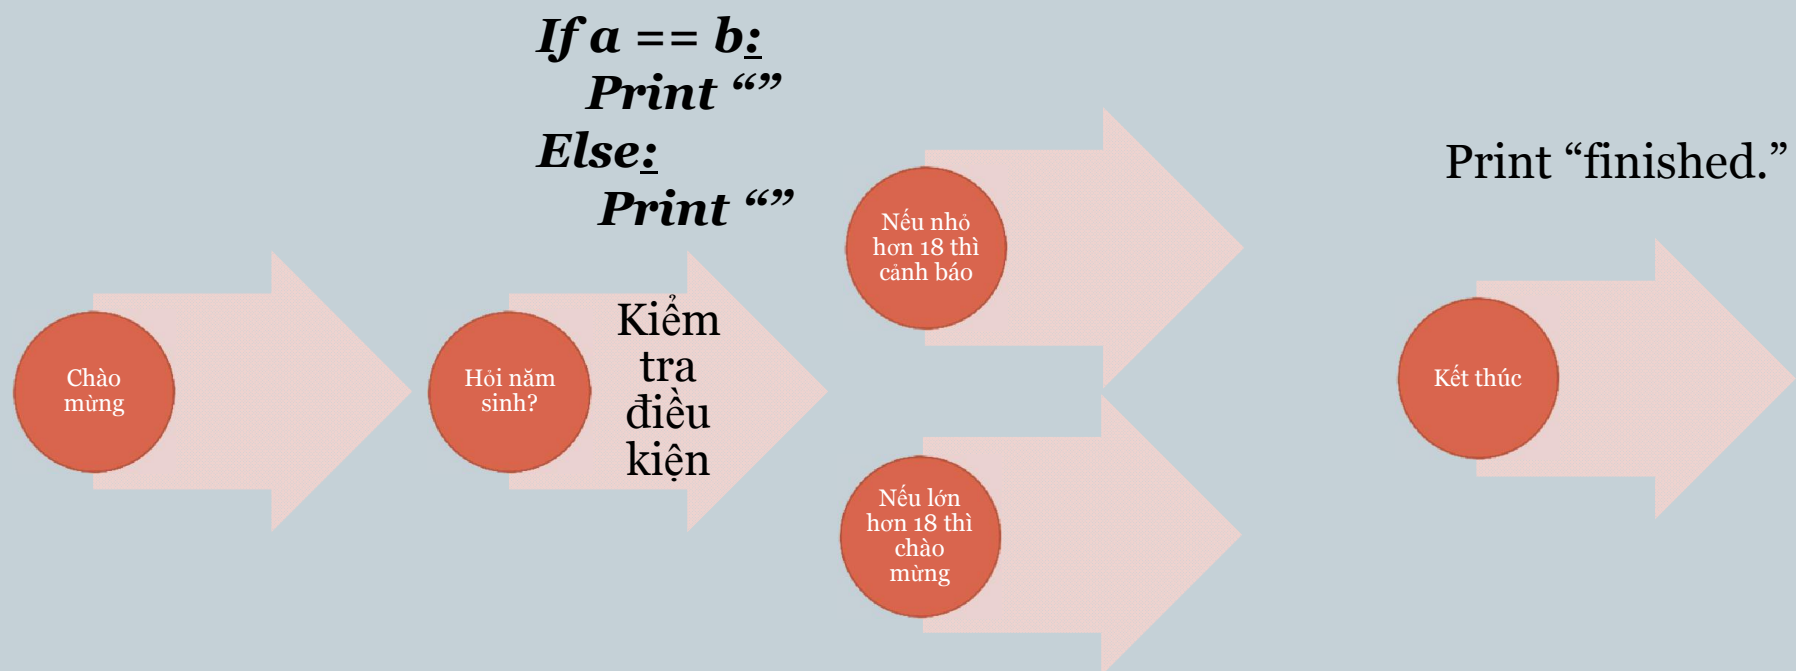 If a == b:
Print “”
Else:
Print “”
Chào
mừng
Hỏi năm
sinh?
Kiểm
tra
điều
kiện
Nếu nhỏ
hơn 18 thì
cảnh báo
Nếu lớn
hơn 18 thì
chào
mừng
Print “finished.”
Kết thúc